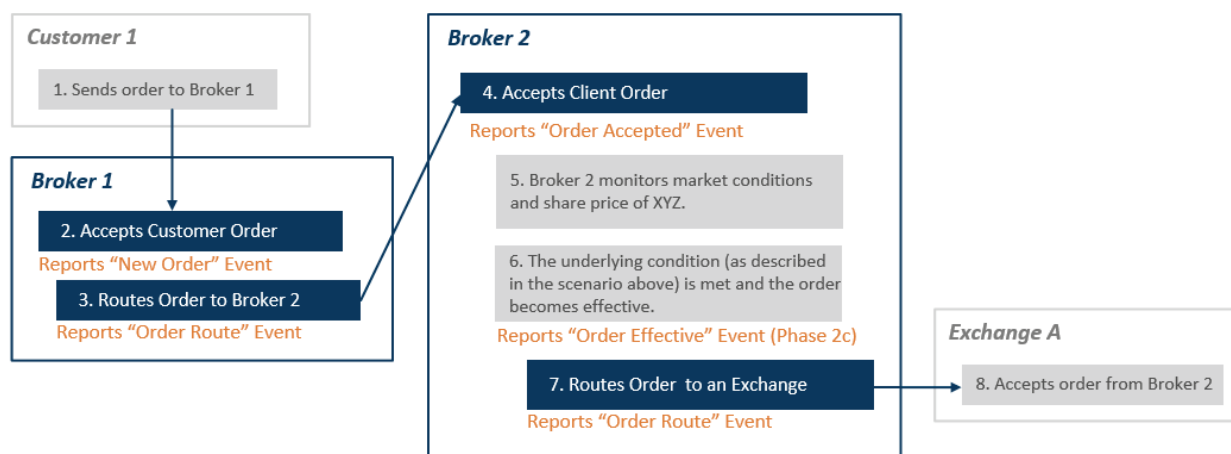 Customer 1
1. Sends order to Broker 1
Broker 1
2. Accepts Customer Order
Reports “New Order” Event
3. Routes Order to Broker 2
Reports “Order Route” Event
Broker 2
4. Accepts Client Order
Reports “Order Accepted” Event
5. Broker 2 monitors market conditions
and share price of XYZ.
6. The underlying condition (as described
in the scenario above) is met and the order
becomes effective.
Reports “Order Effective” Event (Phase 2c)
7. Routes Order to an Exchange
Reports “Order Route” Event
Exchange A
8. Accepts order from Broker 2